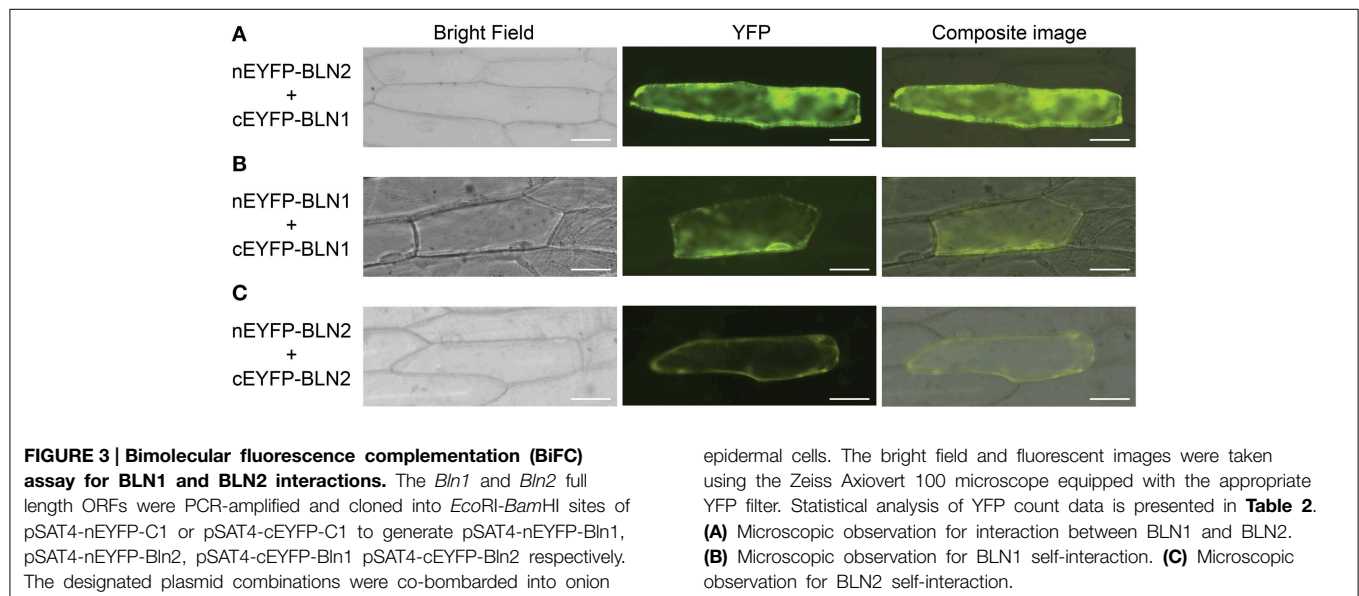 A
Bright Field
YFP
Composite image
nEYFP-BLN2
+
cEYFP-BLN1
B
nEYFP-BLN1
+
cEYFP-BLN1
C
nEYFP-BLN2
+
cEYFP-BLN2
FIGURE 3 | Bimolecular fluorescence complementation (BiFC)
assay for BLN1 and BLN2 interactions. The Bln1 and Bln2 full
length ORFs were PCR-amplified and cloned into EcoRI-BamHI sites of
pSAT4-nEYFP-C1 or pSAT4-cEYFP-C1 to generate pSAT4-nEYFP-Bln1,
pSAT4-nEYFP-Bln2, pSAT4-cEYFP-Bln1 pSAT4-cEYFP-Bln2 respectively.
The designated plasmid combinations were co-bombarded into onion
epidermal cells. The bright field and fluorescent images were taken
using the Zeiss Axiovert 100 microscope equipped with the appropriate
YFP filter. Statistical analysis of YFP count data is presented in Table 2.
(A) Microscopic observation for interaction between BLN1 and BLN2.
(B) Microscopic observation for BLN1 self-interaction. (C) Microscopic
observation for BLN2 self-interaction.